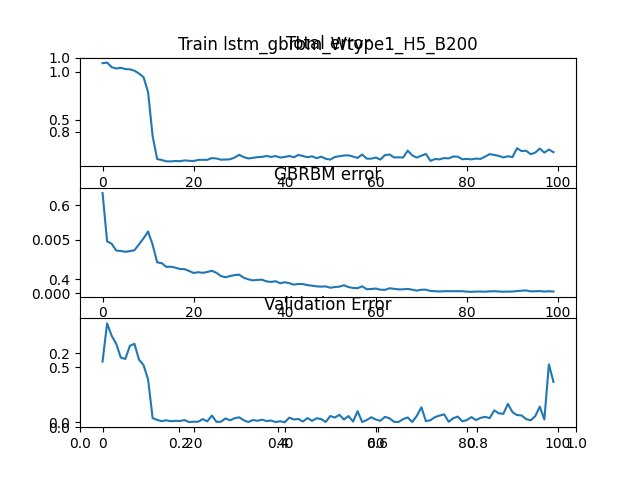 Train lstm_gbrbm_Wtype1_H5_B200
Total error
1.0
1.0
0.5
0.8
0 20 40 60 80 100
GBRBM error
0.6
0.005
0.4
0.000
0 20 40 60 80 100
Validation Error
0.2
0.5
0.0
0.0
0.0 0 0.2 20 0.4 40 0.6 60 0.8 80 100 1.0